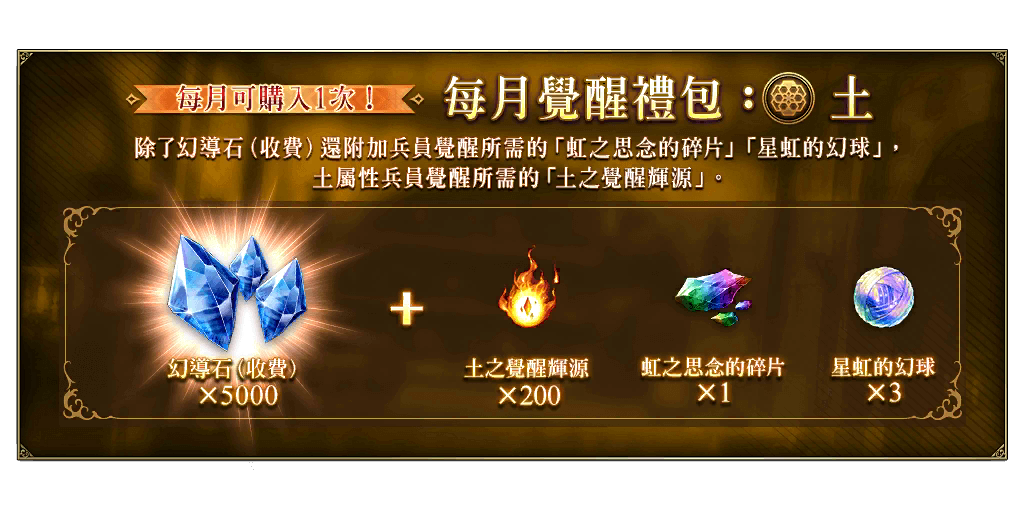 每月可購入1次！
每月覺醒禮包：土
除了幻導石（收費）還附加兵員覺醒所需的「虹之思念的碎片」「星虹的幻球」，
土屬性兵員覺醒所需的「土之覺醒輝源」。
+
幻導石（收費）
×5000
土之覺醒輝源
×200
虹之思念的碎片
×1
星虹的幻球
×3